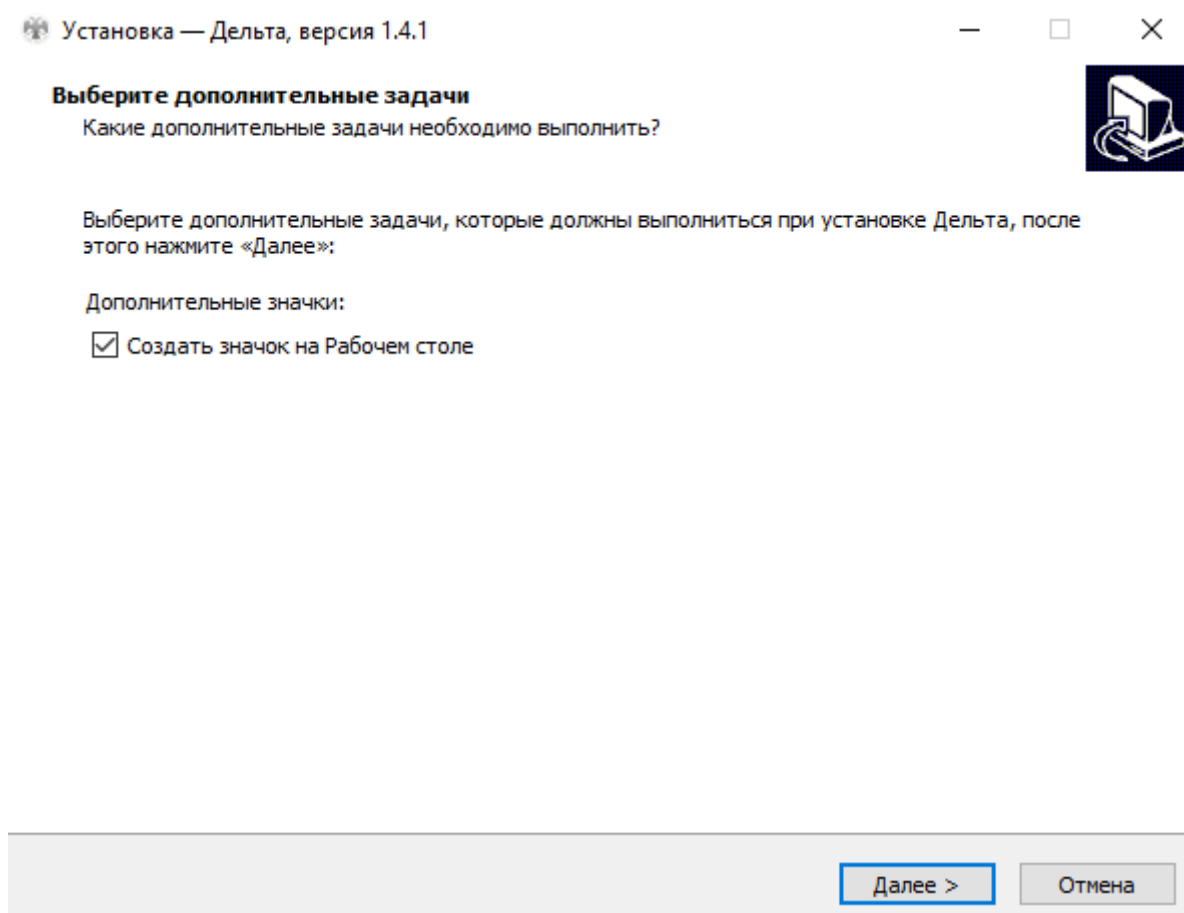 Установка — Дельта, версия 1.4.1
Выберите дополнительные задачи
Какие дополнительные задачи необходимо выполнить?
Выберите дополнительные задачи, которые должны выполниться при установке Дельта, после
этого нажмите «Далее»:
Дополнительные значки:
Создать значок на Рабочем столе
Далее >
Отмена